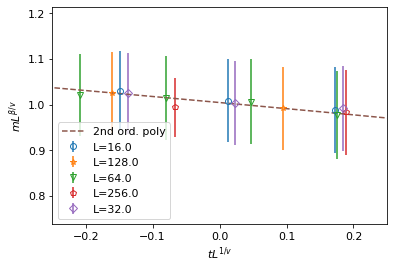 1.2
1.1
1.0
0.9
0.8
mL^{β/ν}
2nd ord. poly
L=16.0
L=128.0
L=64.0
L=256.0
L=32.0
−0.2 −0.1 0.0 0.1 0.2
tL^{1/ν}